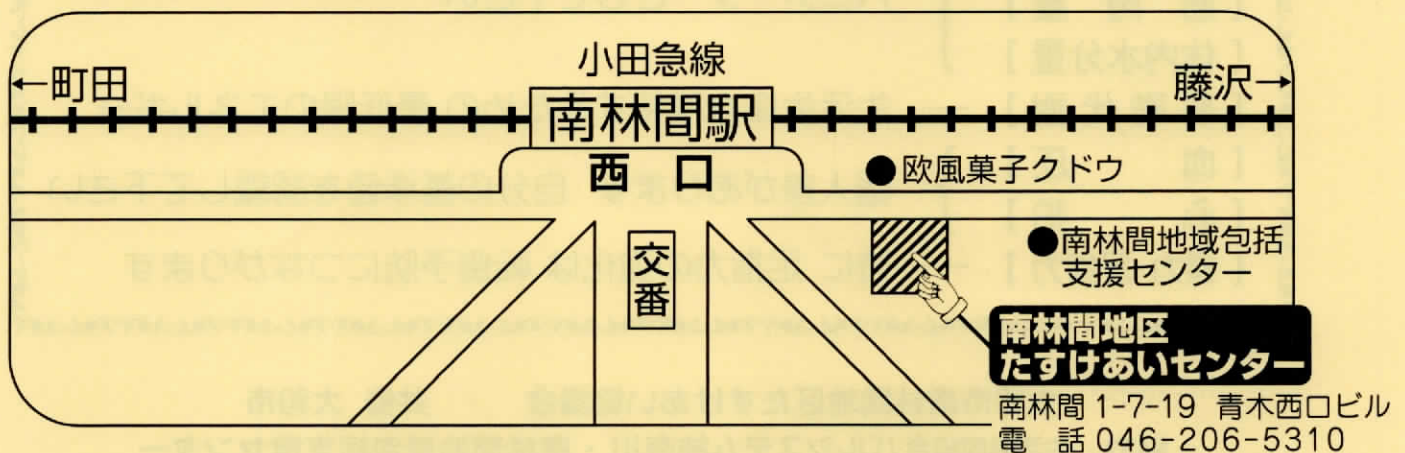 小田急線
←町田
藤沢→
南林間駅
西口
●欧風菓子クドウ
交番
●南林間地域包括
支援センター
南林間地区
たすけあいセンター
南林間 1-7-19 青木西口ビル
電 話 046-206-5310